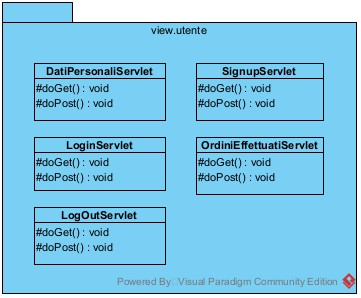 view.utente
DatiPersonaliServlet
#doGet() : void
#doPost() : void
SignupServlet
#doGet() : void
#doPost() : void
LoginServlet
#doGet() : void
#doPost() : void
OrdiniEffettuatiServlet
#doGet() : void
#doPost() : void
LogOutServlet
#doGet() : void
#doPost() : void
Powered By Visual Paradigm Community Edition